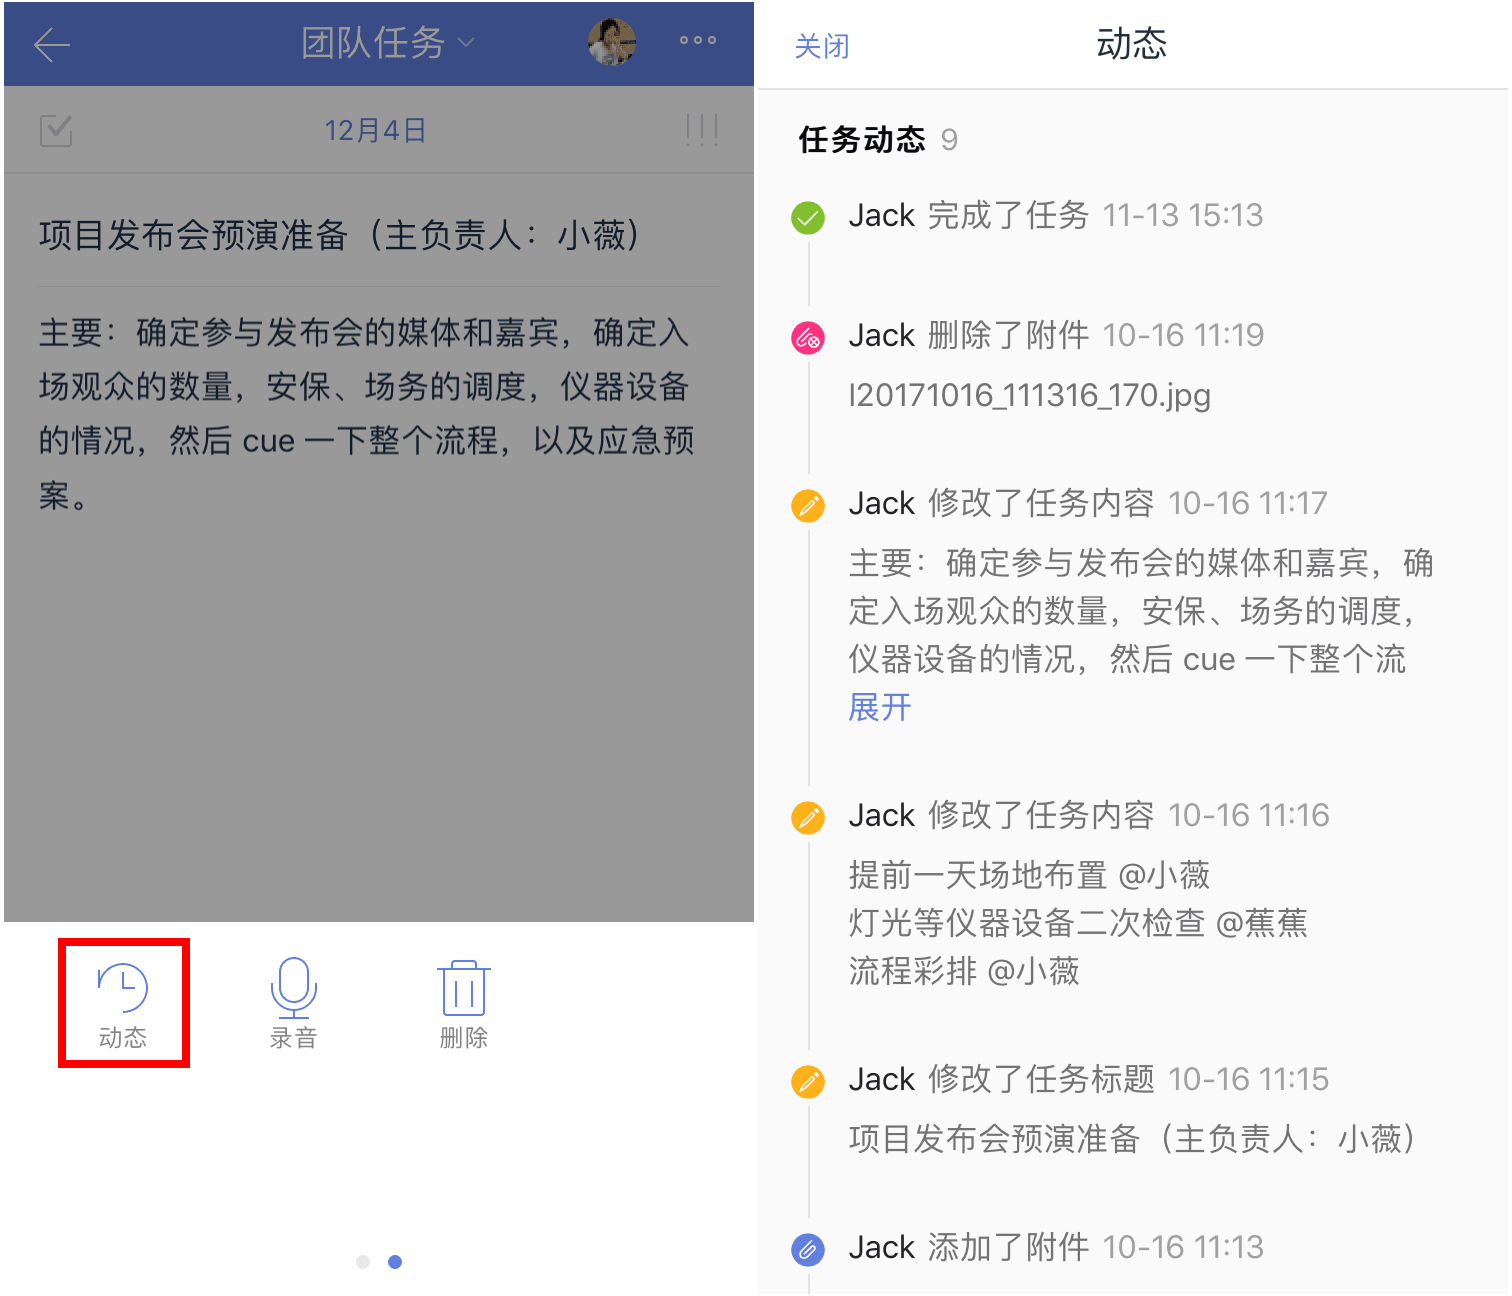 团队任务
12月4日
项目发布会预演准备（主负责人：小薇）
主要：确定参与发布会的媒体和嘉宾，确定入
场观众的数量，安保、场务的调度，仪器设备
的情况，然后 cue 一下整个流程，以及应急预
案。
动态
录音
删除
关闭
动态
任务动态 9
Jack 完成了任务 11-13 15:13
Jack 删除了附件 10-16 11:19
I20171016_111316_170.jpg
Jack 修改了任务内容 10-16 11:17
主要：确定参与发布会的媒体和嘉宾，确
定入场观众的数量，安保、场务的调度，
仪器设备的情况，然后 cue 一下整个流
展开
Jack 修改了任务内容 10-16 11:16
提前一天场地布置 @小薇
灯光等仪器设备二次检查 @蕉蕉
流程彩排 @小薇
Jack 修改了任务标题 10-16 11:15
项目发布会预演准备（主负责人：小薇）
Jack 添加了附件 10-16 11:13